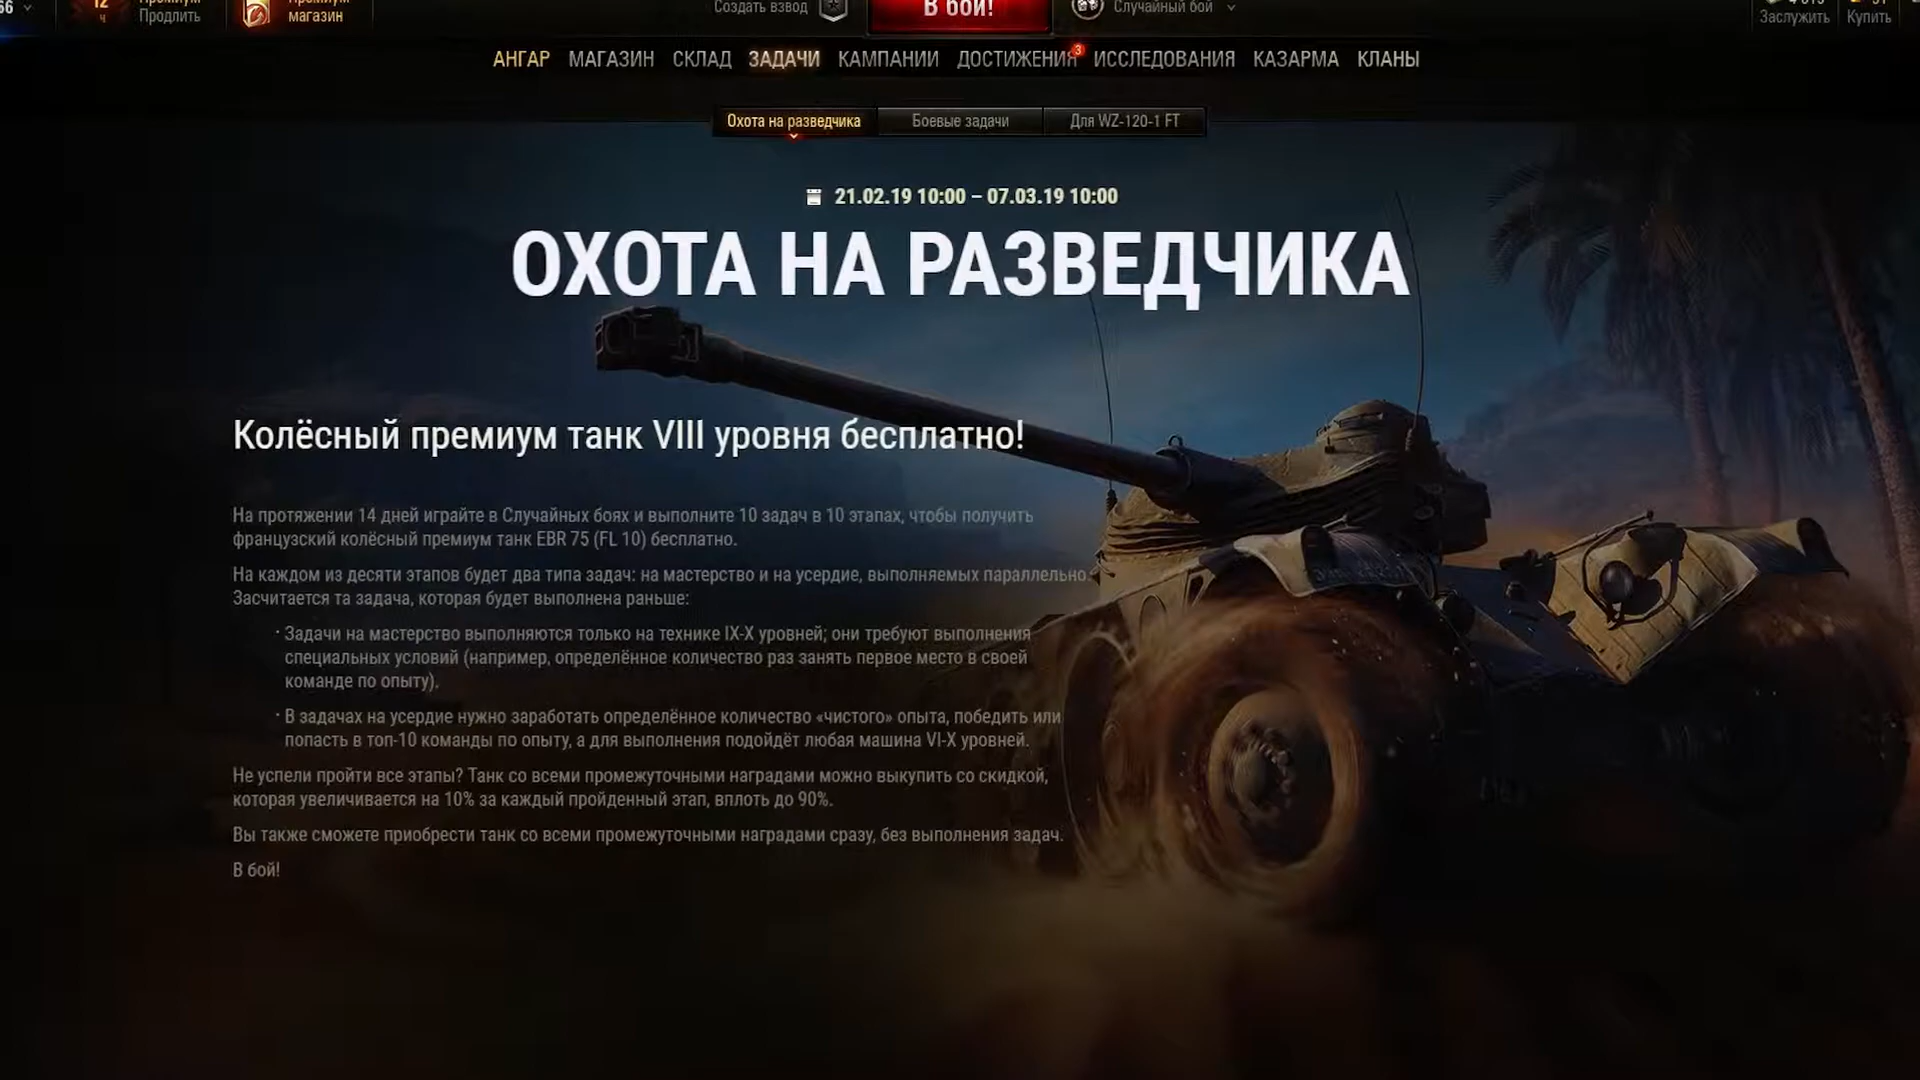 66
12
ч
Премиум
Продлить
Премиум
магазин
Создать взвод
В бой!
Случайный бой
Заслужить
Купить
АНГАР МАГАЗИН СКЛАД ЗАДАЧИ КАМПАНИИ ДОСТИЖЕНИЯ 3 ИССЛЕДОВАНИЯ КАЗАРМА КЛАНЫ
Охота на разведчика Боевые задачи Для WZ-120-1 FT
21.02.19 10:00 – 07.03.19 10:00
ОХОТА НА РАЗВЕДЧИКА
Колёсный премиум танк VIII уровня бесплатно!
На протяжении 14 дней играйте в Случайных боях и выполните 10 задач в 10 этапах, чтобы получить
французский колёсный премиум танк EBR 75 (FL 10) бесплатно.
На каждом из десяти этапов будет два типа задач: на мастерство и на усердие, выполняемых параллельно.
Засчитается та задача, которая будет выполнена раньше:
· Задачи на мастерство выполняются только на технике IX-X уровней; они требуют выполнения
специальных условий (например, определённое количество раз занять первое место в своей
команде по опыту).
· В задачах на усердие нужно заработать определённое количество «чистого» опыта, победить или
попасть в топ-10 команды по опыту, а для выполнения подойдёт любая машина VI-X уровней.
Не успели пройти все этапы? Танк со всеми промежуточными наградами можно выкупить со скидкой,
которая увеличивается на 10% за каждый пройденный этап, вплоть до 90%.
Вы также сможете приобрести танк со всеми промежуточными наградами сразу, без выполнения задач.
В бой!